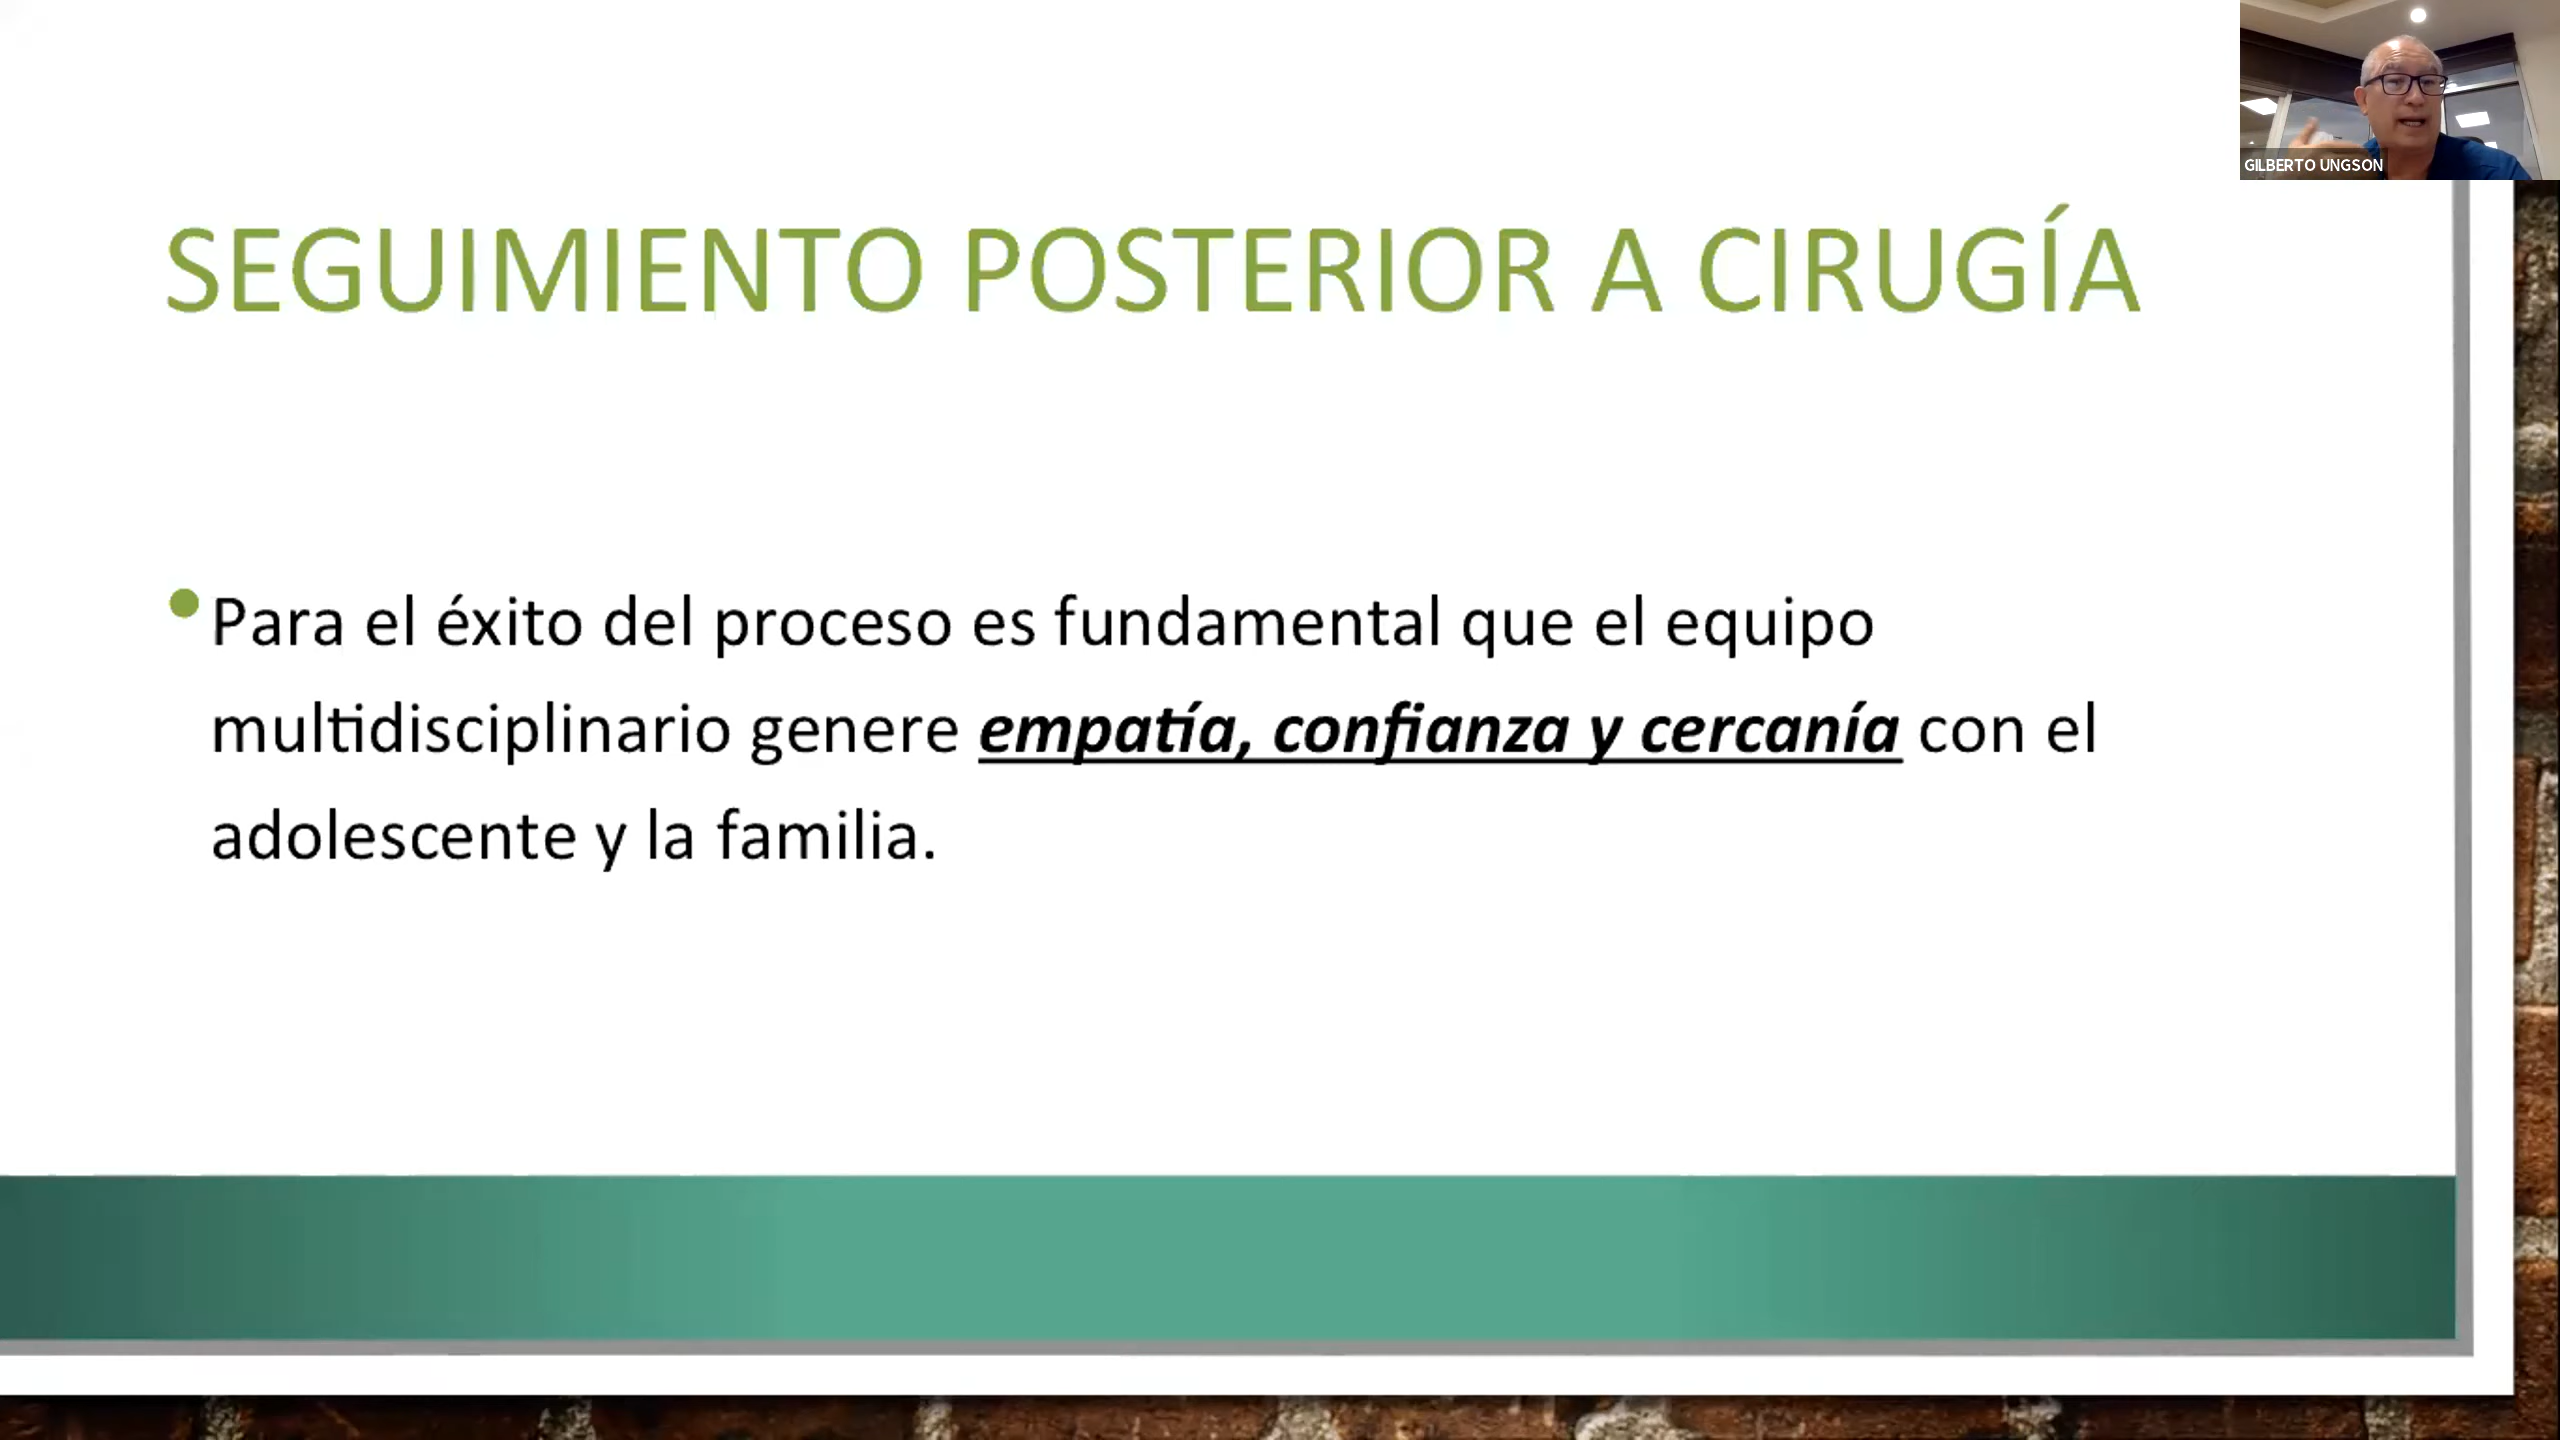 GILBERTO UNGSON
SEGUIMIENTO POSTERIOR A CIRUGÍA
Para el éxito del proceso es fundamental que el equipo
multidisciplinario genere empatía, confianza y cercanía con el
adolescente y la familia.